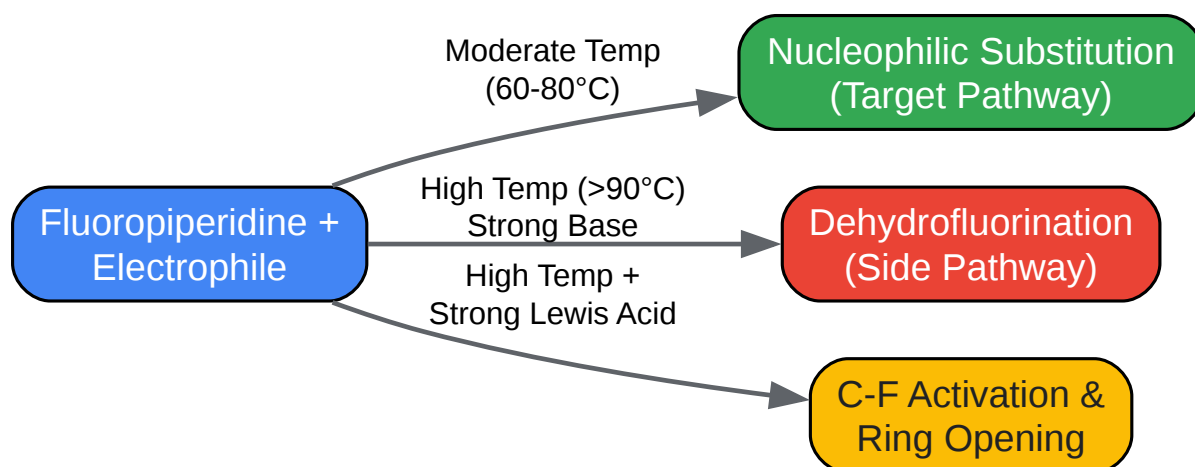 Moderate Temp
(60-80°C)
Nucleophilic Substitution
(Target Pathway)
Fluoropiperidine +
Electrophile
High Temp (>90°C)
Strong Base
Dehydrofluorination
(Side Pathway)
High Temp +
Strong Lewis Acid
C-F Activation &
Ring Opening